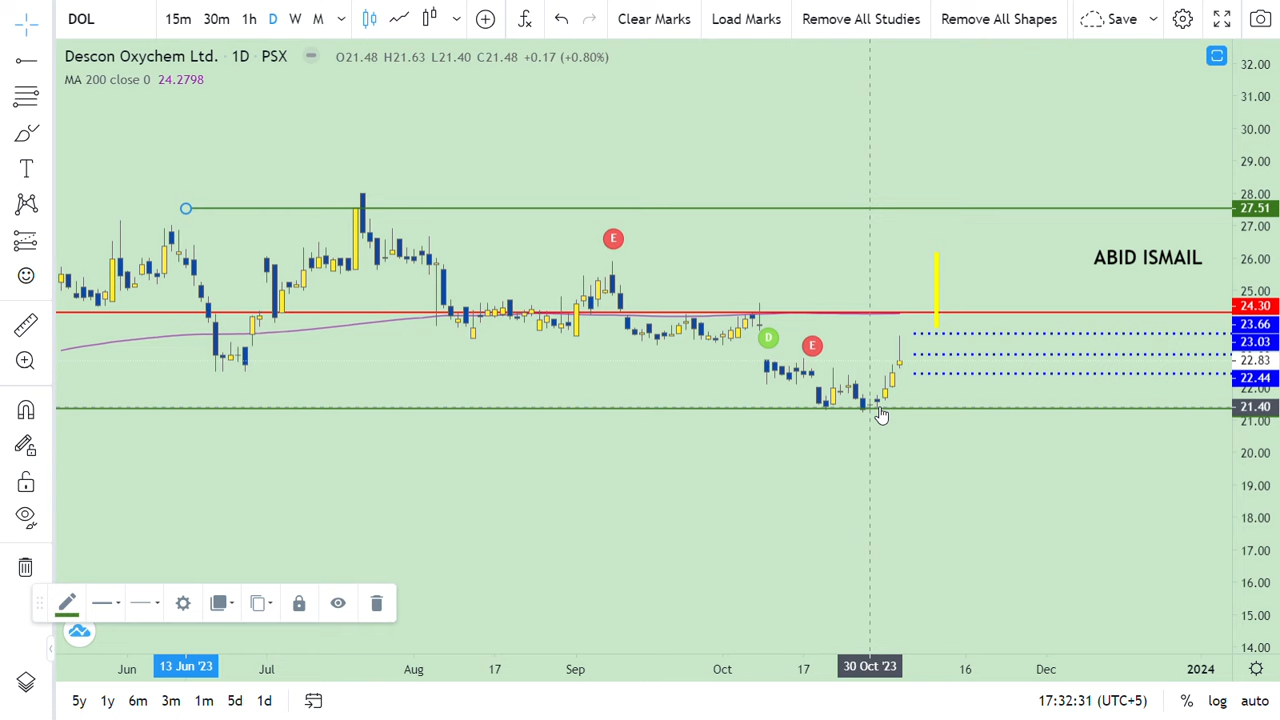 DOL 15m 30m 1h D W M Clear Marks Load Marks Remove All Studies Remove All Shapes Save
Descon Oxychem Ltd. · 1D · PSX O21.48 H21.63 L21.40 C21.48 +0.17 (+0.80%)
MA 200 close 0 24.2798
32.00
31.00
30.00
29.00
28.00
27.51
27.00
E
ABID ISMAIL
26.00
25.00
24.30
23.66
D
E
23.03
22.83
22.44
22.00
21.40
21.00
20.00
19.00
18.00
17.00
16.00
15.00
14.00
Jun 13 Jun '23 Jul Aug 17 Sep Oct 17 30 Oct '23 16 Dec 2024
5y 1y 6m 3m 1m 5d 1d 17:32:31 (UTC+5) % log auto